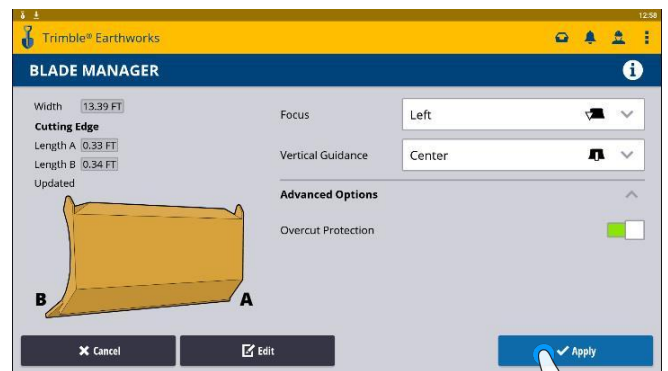 12:58
Trimble® Earthworks
BLADE MANAGER
Width 13.39 FT
Cutting Edge
Length A 0.33 FT
Length B 0.34 FT
Updated
B
A
Focus Left
Vertical Guidance Center
Advanced Options
Overcut Protection
Cancel
Edit
Apply